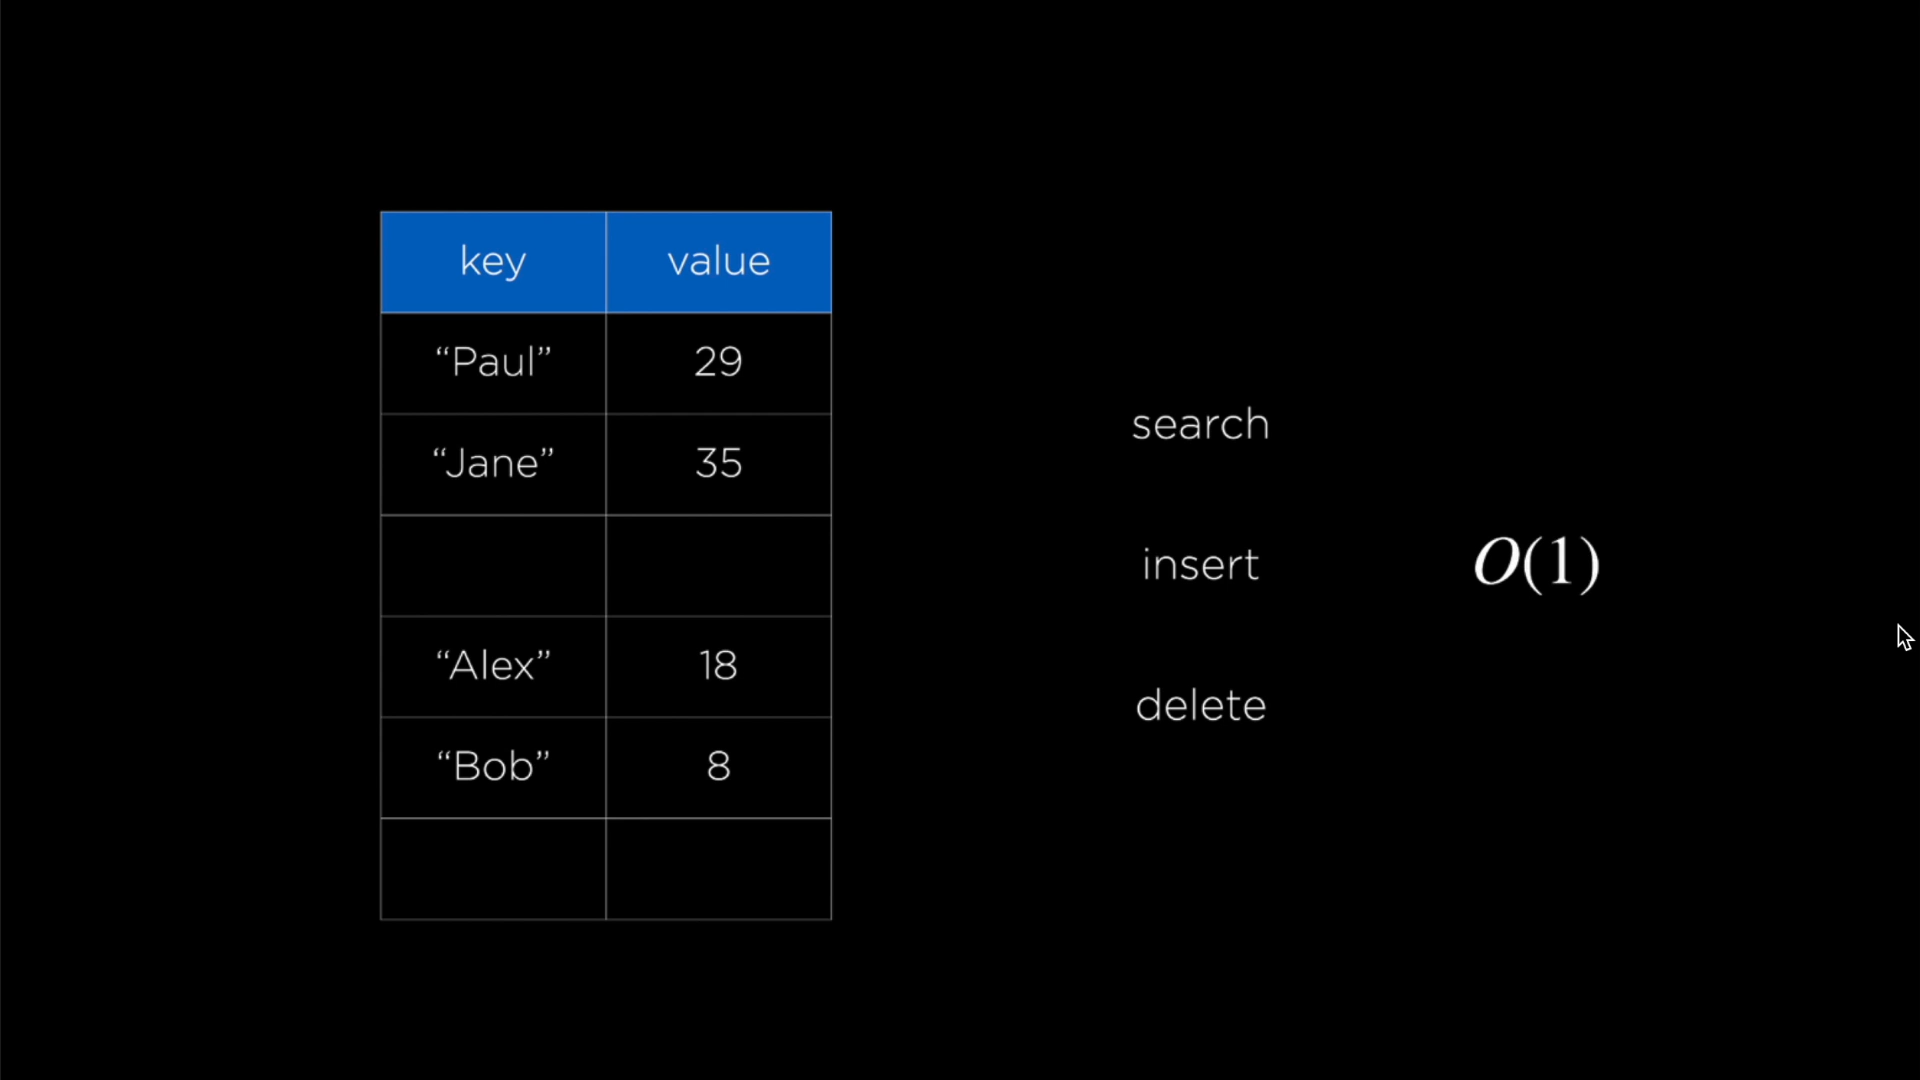 key value
“Paul” 29
“Jane” 35
“Alex” 18
“Bob” 8
search
insert
delete
O(1)